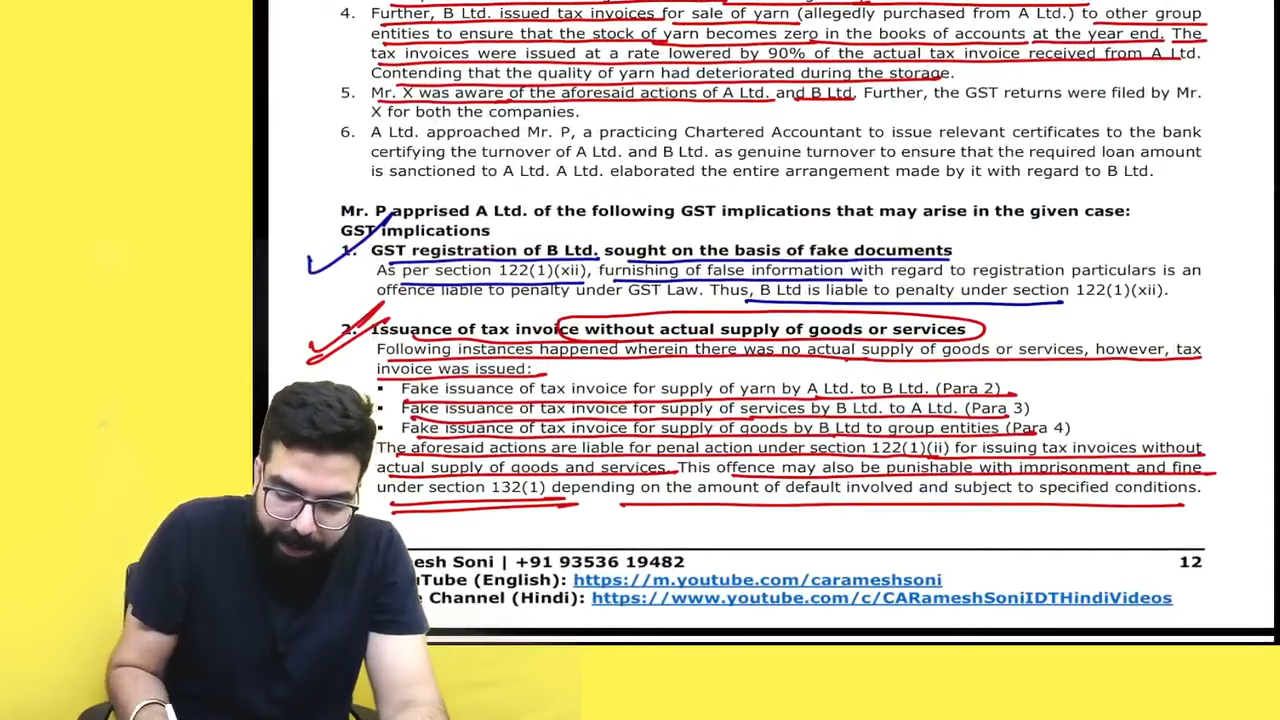 4. Further, B Ltd. issued tax invoices for sale of yarn (allegedly purchased from A Ltd.) to other group
entities to ensure that the stock of yarn becomes zero in the books of accounts at the year end. The
tax invoices were issued at a rate lowered by 90% of the actual tax invoice received from A Ltd.
Contending that the quality of yarn had deteriorated during the storage.
5. Mr. X was aware of the aforesaid actions of A Ltd. and B Ltd. Further, the GST returns were filed by Mr.
X for both the companies.
6. A Ltd. approached Mr. P, a practicing Chartered Accountant to issue relevant certificates to the bank
certifying the turnover of A Ltd. and B Ltd. as genuine turnover to ensure that the required loan amount
is sanctioned to A Ltd. A Ltd. elaborated the entire arrangement made by it with regard to B Ltd.
Mr. P apprised A Ltd. of the following GST implications that may arise in the given case:
GST implications
1. GST registration of B Ltd. sought on the basis of fake documents
As per section 122(1)(xii), furnishing of false information with regard to registration particulars is an
offence liable to penalty under GST Law. Thus, B Ltd is liable to penalty under section 122(1)(xii).
2. Issuance of tax invoice without actual supply of goods or services
Following instances happened wherein there was no actual supply of goods or services, however, tax
invoice was issued:
▪ Fake issuance of tax invoice for supply of yarn by A Ltd. to B Ltd. (Para 2)
▪ Fake issuance of tax invoice for supply of services by B Ltd. to A Ltd. (Para 3)
▪ Fake issuance of tax invoice for supply of goods by B Ltd to group entities (Para 4)
The aforesaid actions are liable for penal action under section 122(1)(ii) for issuing tax invoices without
actual supply of goods and services. This offence may also be punishable with imprisonment and fine
under section 132(1) depending on the amount of default involved and subject to specified conditions.
esh Soni | +91 93536 19482 12
uTube (English): https://m.youtube.com/carameshsoni
Channel (Hindi): https://www.youtube.com/c/CARameshSoniIDTHindiVideos